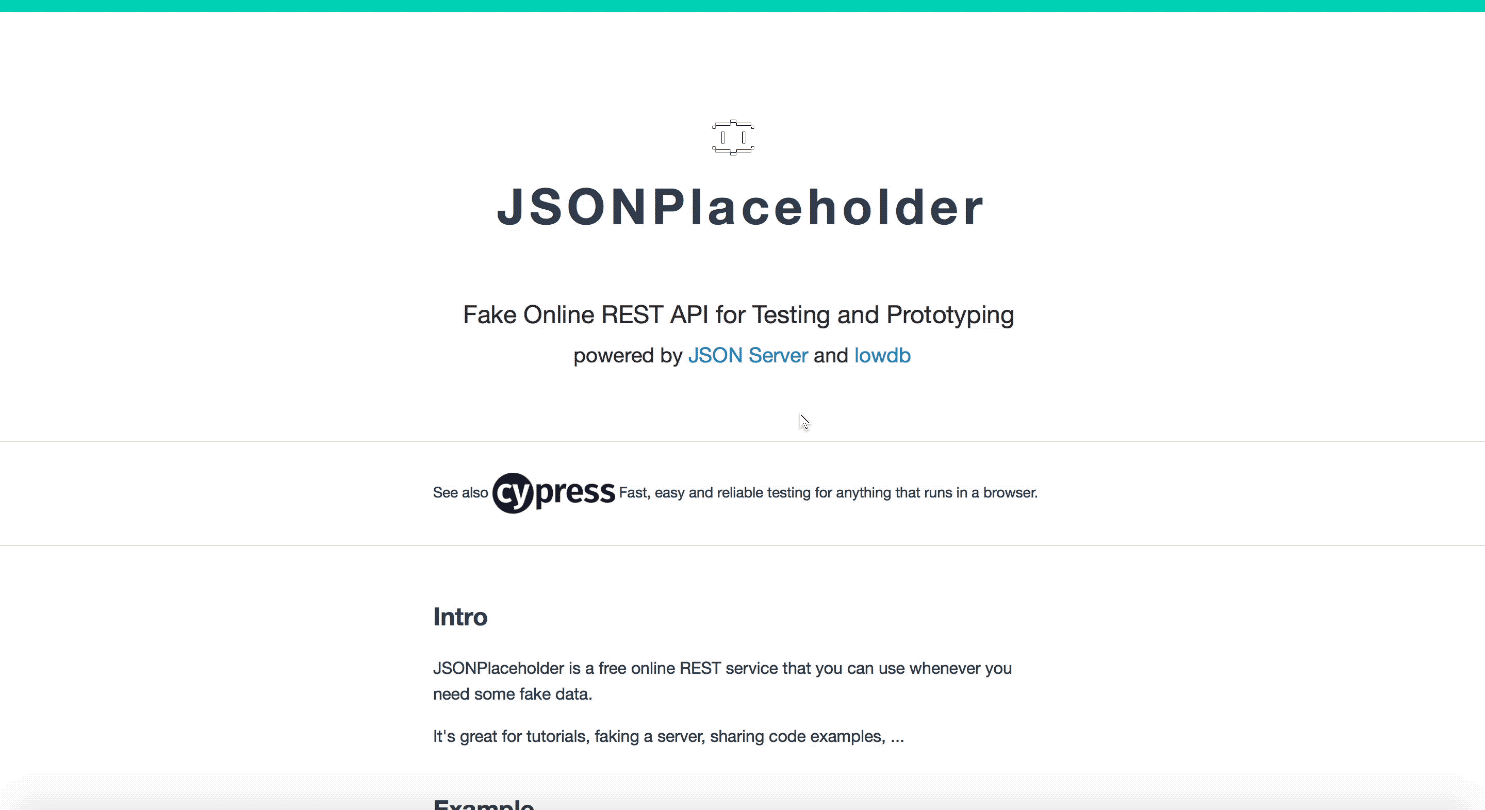 JSONPlaceholder
Fake Online REST API for Testing and Prototyping
powered by JSON Server and lowdb
See also cypress Fast, easy and reliable testing for anything that runs in a browser.
Intro
JSONPlaceholder is a free online REST service that you can use whenever you
need some fake data.
It's great for tutorials, faking a server, sharing code examples, ...
Example